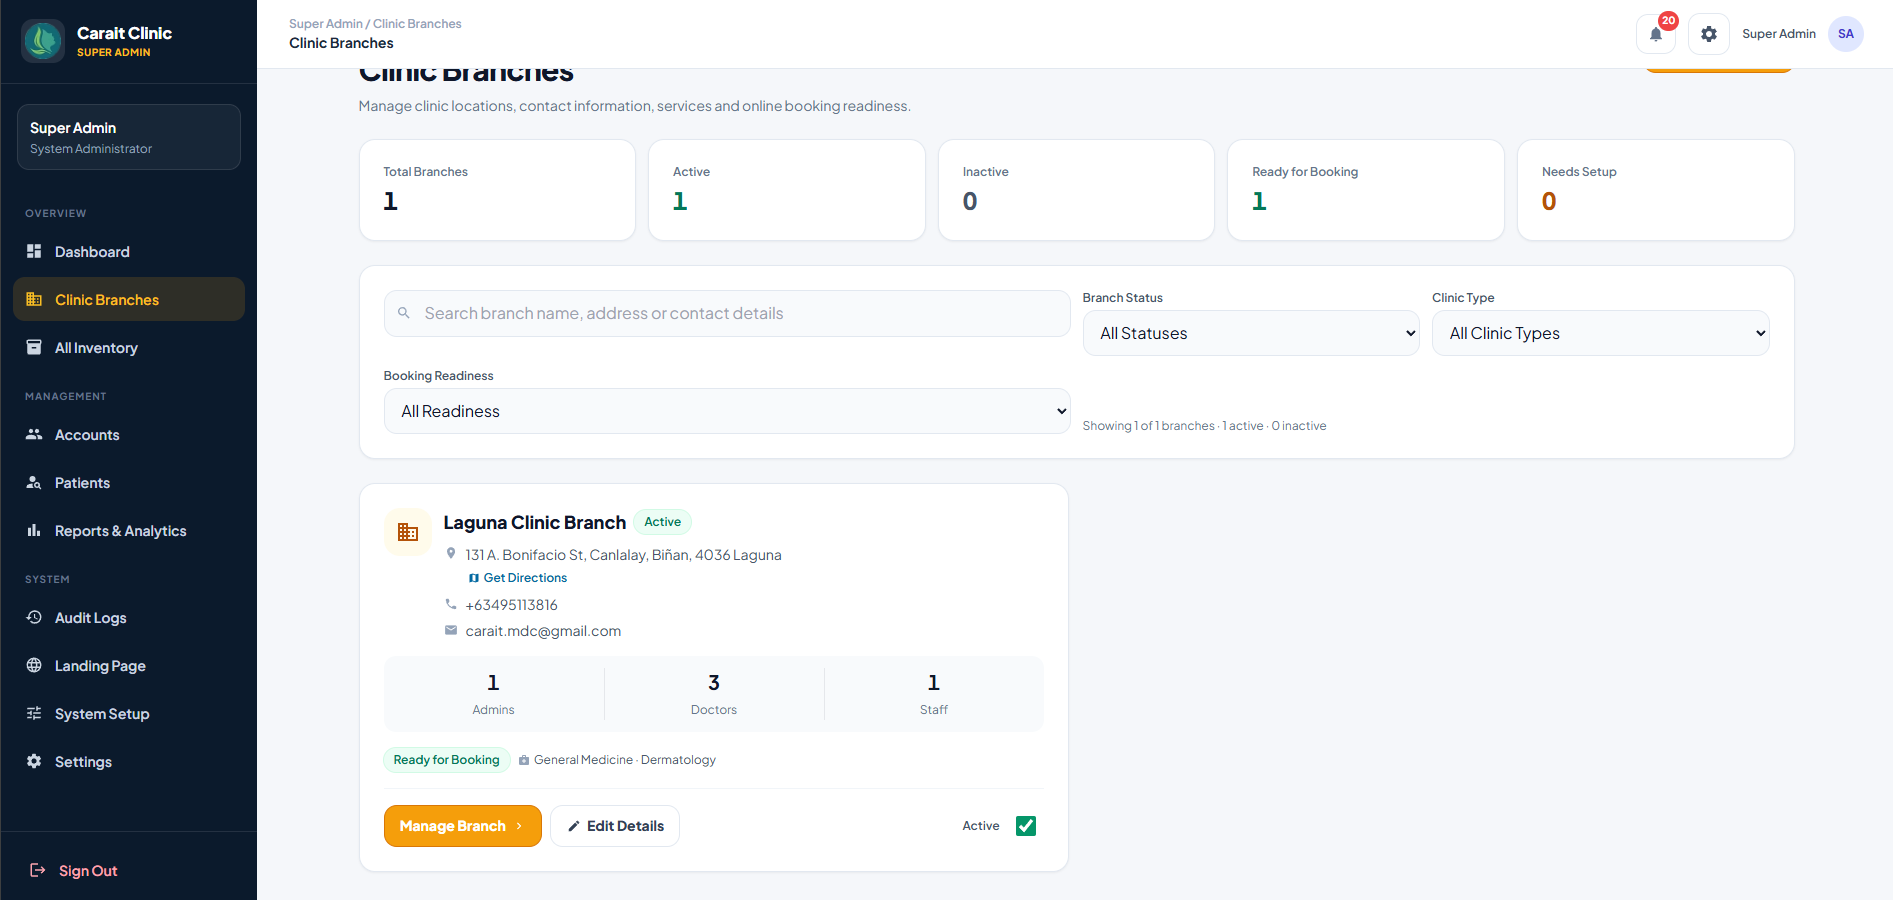 Carait Clinic
SUPER ADMIN
Super Admin
System Administrator
OVERVIEW
Dashboard
Clinic Branches
All Inventory
MANAGEMENT
Accounts
Patients
Reports & Analytics
SYSTEM
Audit Logs
Landing Page
System Setup
Settings
Sign Out
Super Admin / Clinic Branches
Clinic Branches
20
Super Admin
SA
Clinic Branches
Manage clinic locations, contact information, services and online booking readiness.
Total Branches
1
Active
1
Inactive
0
Ready for Booking
1
Needs Setup
0
Search branch name, address or contact details
Branch Status
All Statuses
Clinic Type
All Clinic Types
Booking Readiness
All Readiness
Showing 1 of 1 branches · 1 active · 0 inactive
Laguna Clinic Branch
Active
131 A. Bonifacio St, Canlalay, Biñan, 4036 Laguna
Get Directions
+63495113816
carait.mdc@gmail.com
1
Admins
3
Doctors
1
Staff
Ready for Booking
General Medicine · Dermatology
Manage Branch
Edit Details
Active